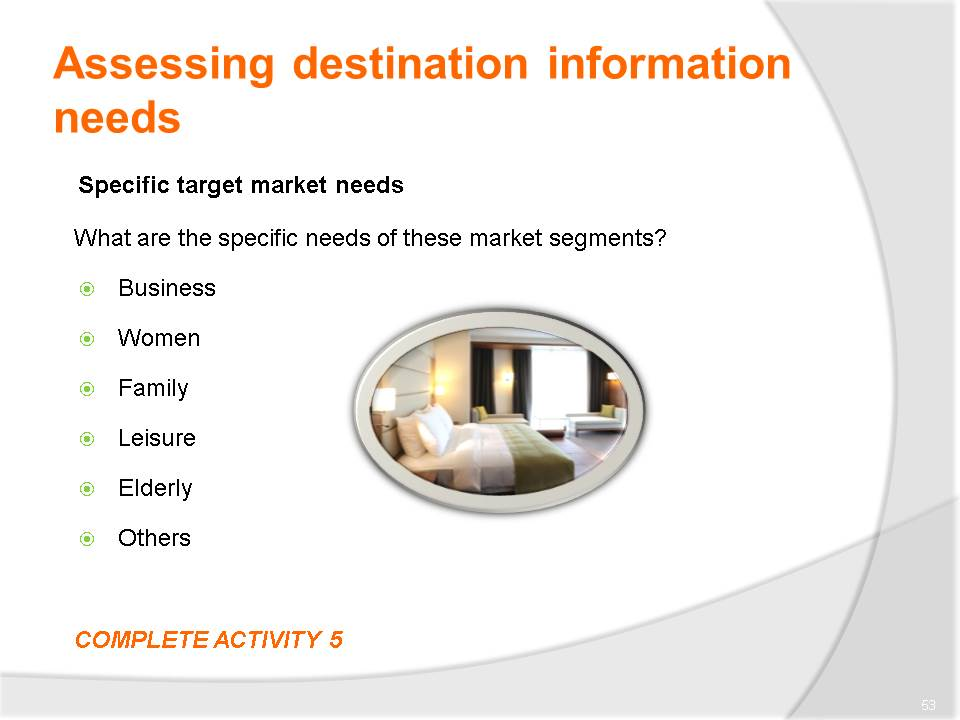 Assessing destination information
needs
Specific target market needs
What are the specific needs of these market segments?
Business
Women
Family
Leisure
Elderly
Others
COMPLETE ACTIVITY 5
53